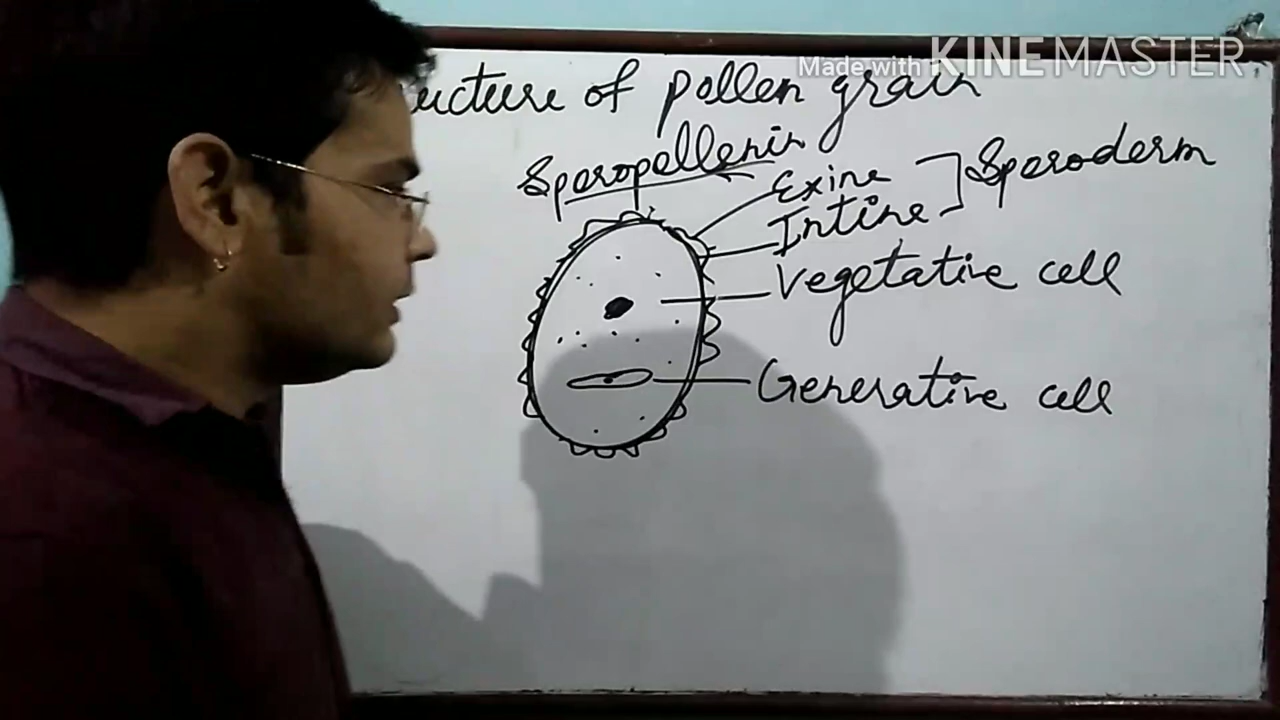 Made with KINEMASTER
ucture of pollen grain
Sporopollenin
Exine
Sporoderm
Intine
Vegetative cell
Generative cell